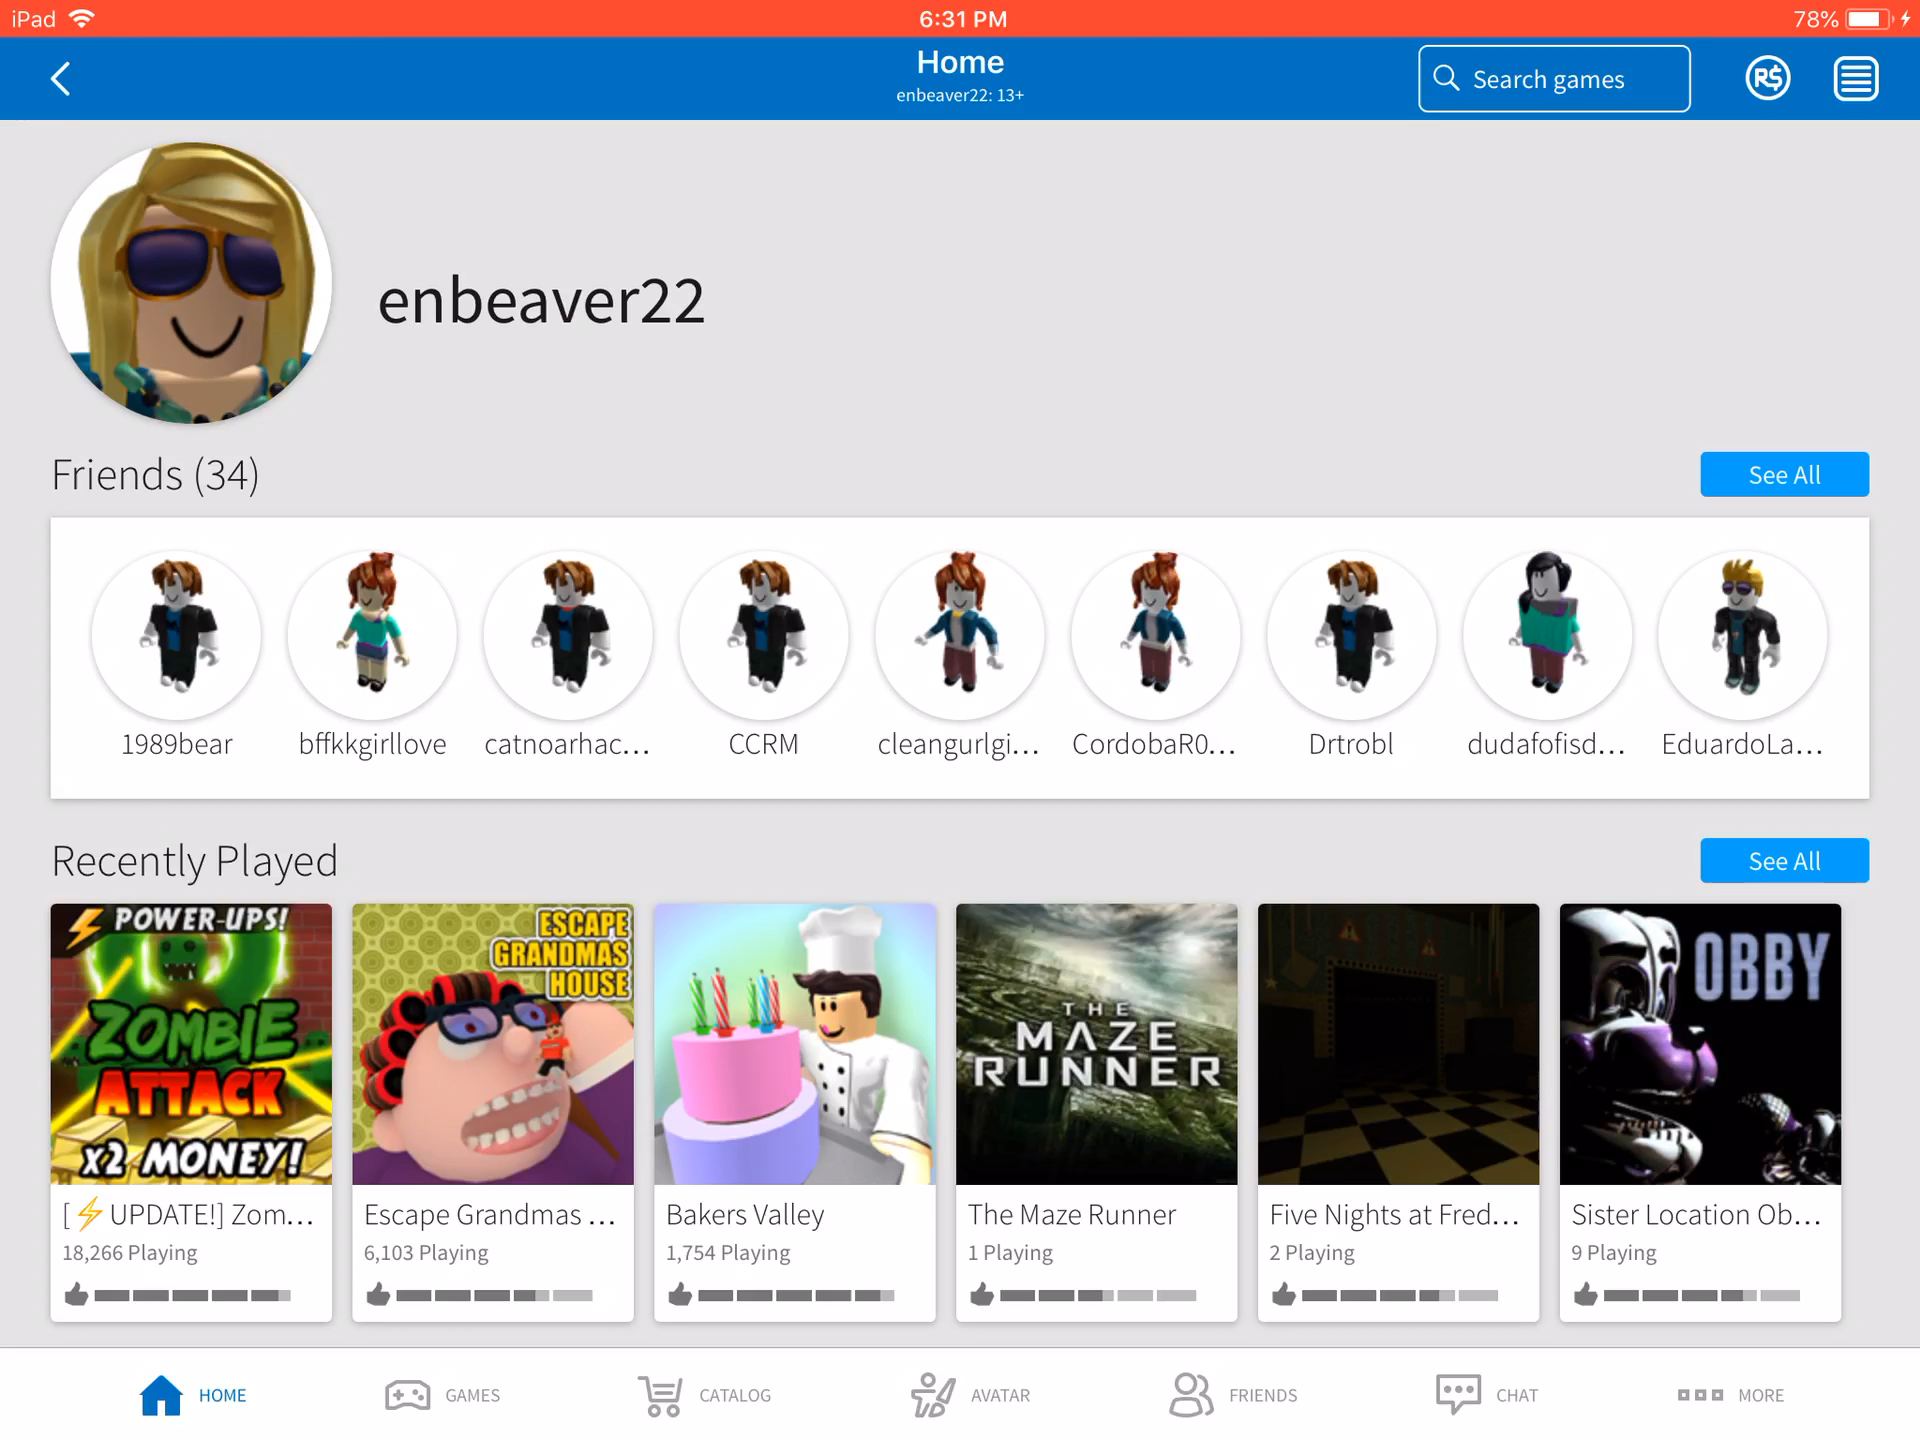 iPad 6:31 PM 78%
Home
enbeaver22: 13+
Search games
R$
enbeaver22
Friends (34)
See All
1989bear bffkkgirllove catnoarhac... CCRM cleangurlgi... CordobaR0... Drtrobl dudafofisd... EduardoLa...
Recently Played
See All
POWER-UPS!
ZOMBIE
ATTACK
x2 MONEY!
ESCAPE
GRANDMAS
HOUSE
THE
MAZE
RUNNER
OBBY
[⚡UPDATE!] Zom...
18,266 Playing
Escape Grandmas ...
6,103 Playing
Bakers Valley
1,754 Playing
The Maze Runner
1 Playing
Five Nights at Fred...
2 Playing
Sister Location Ob...
9 Playing
HOME GAMES CATALOG AVATAR FRIENDS CHAT MORE